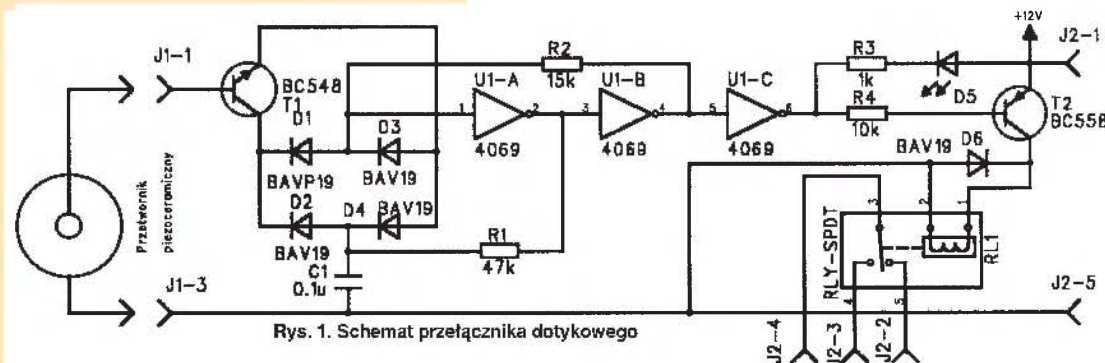 +12V
J1-1
J2-1
R2
15k
R3
1k
D5
U1-A
U1-B
U1-C
BC548
T1
R4
10k
T2
BC558
1
2
3
4
5
6
4069
4069
4069
D1
D3
BAVP19
BAV19
BAV19
D6
D2
D4
BAV19
BAV19
Przetwornik
piezoceramiczny
R1
47k
C1
0.1u
3
2
1
RLY-SPDT
RL1
4
5
J1-3
J2-5
J2-4
J2-3
J2-2
Rys. 1. Schemat przełącznika dotykowego